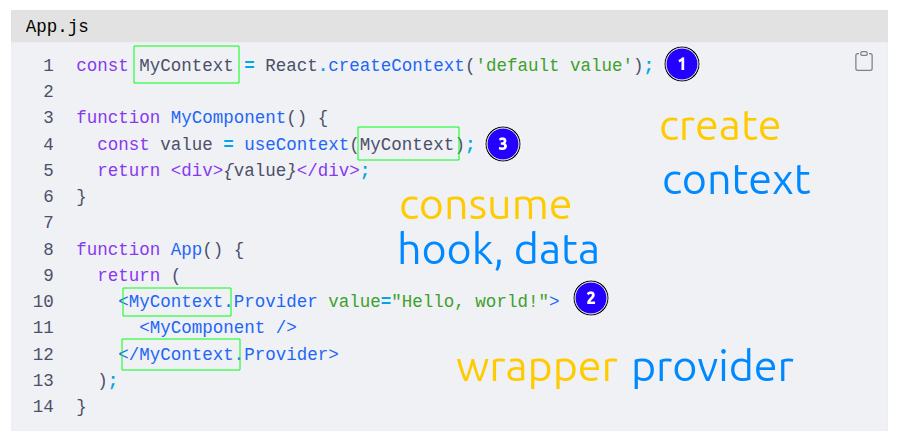 App.js
1 const MyContext = React.createContext('default value'); 1
2
3 function MyComponent() {
4 const value = useContext(MyContext); 3
5 return <div>{value}</div>;
6 }
7
8 function App() {
9 return (
10 <MyContext.Provider value="Hello, world!"> 2
11 <MyComponent />
12 </MyContext.Provider>
13 );
14 }
create
context
consume
hook, data
wrapper provider